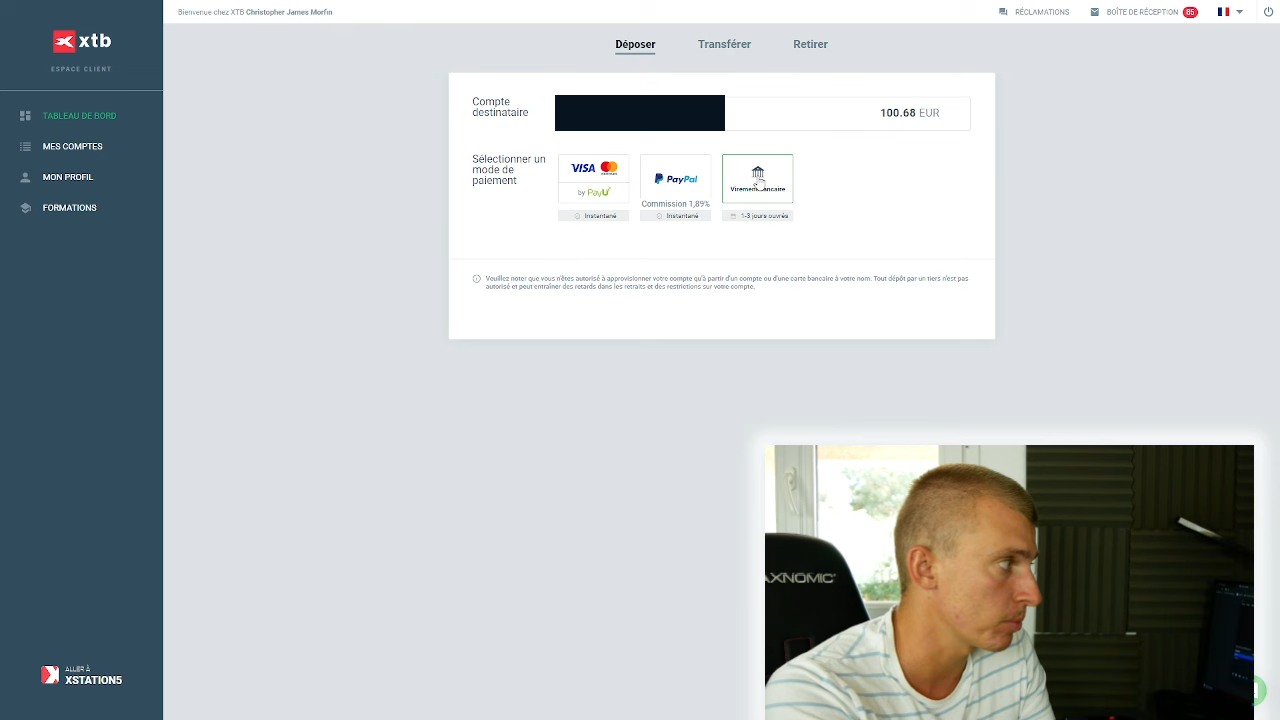 Bienvenue chez XTB Christopher James Morfin
RÉCLAMATIONS
BOÎTE DE RÉCEPTION 85
xtb
ESPACE CLIENT
TABLEAU DE BORD
MES COMPTES
MON PROFIL
FORMATIONS
ALLER À
XSTATION5
Déposer Transférer Retirer
Compte
destinataire
100.68 EUR
Sélectionner un
mode de
paiement
VISA
by PayU
Instantané
PayPal
Commission 1,89%
Instantané
Virement bancaire
1-3 jours ouvrés
Veuillez noter que vous n'êtes autorisé à approvisionner votre compte qu'à partir d'un compte ou d'une carte bancaire à votre nom. Tout dépôt par un tiers n'est pas
autorisé et peut entraîner des retards dans les retraits et des restrictions sur votre compte.
AXNOMIC